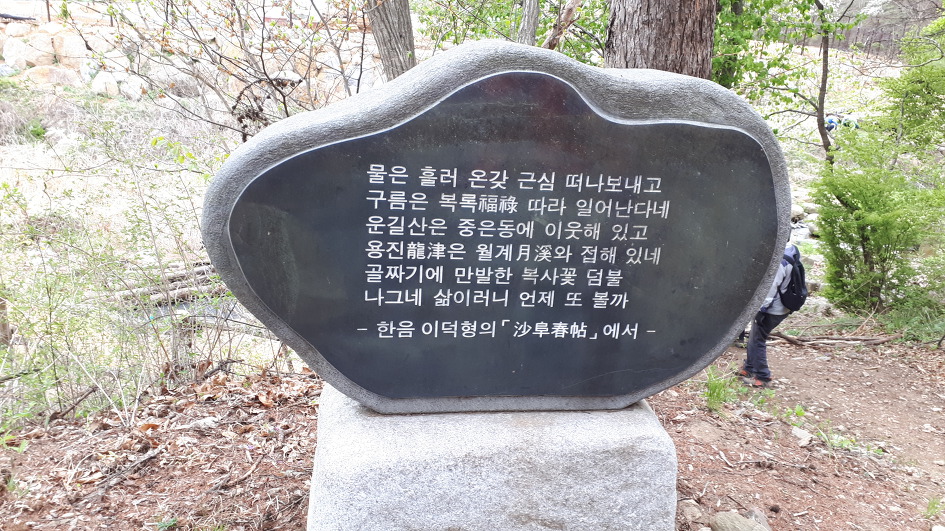 물은 흘러 온갖 근심 떠나보내고
구름은 복록福祿 따라 일어난다네
운길산은 중은동에 이웃해 있고
용진龍津은 월계月溪와 접해 있네
골짜기에 만발한 복사꽃 덤불
나그네 삶이러니 언제 또 볼까
- 한음 이덕형의「沙阜春帖」에서 -